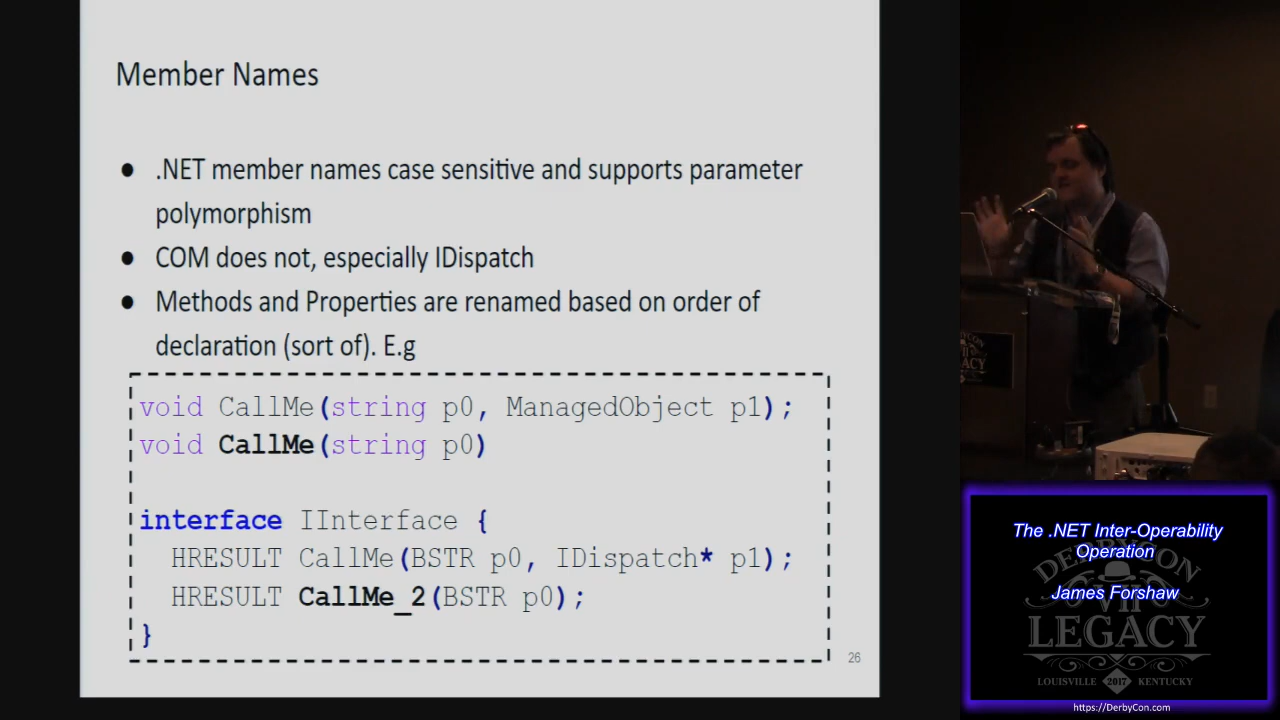 Member Names
● .NET member names case sensitive and supports parameter
polymorphism
● COM does not, especially IDispatch
● Methods and Properties are renamed based on order of
declaration (sort of). E.g
void CallMe(string p0, ManagedObject p1);
void CallMe(string p0)
interface IInterface {
HRESULT CallMe(BSTR p0, IDispatch* p1);
HRESULT CallMe_2(BSTR p0);
}
26
LEGACY
The .NET Inter-Operability
Operation
James Forshaw
DERBYCON
VII
LEGACY
LOUISVILLE 2017 KENTUCKY
https://DerbyCon.com